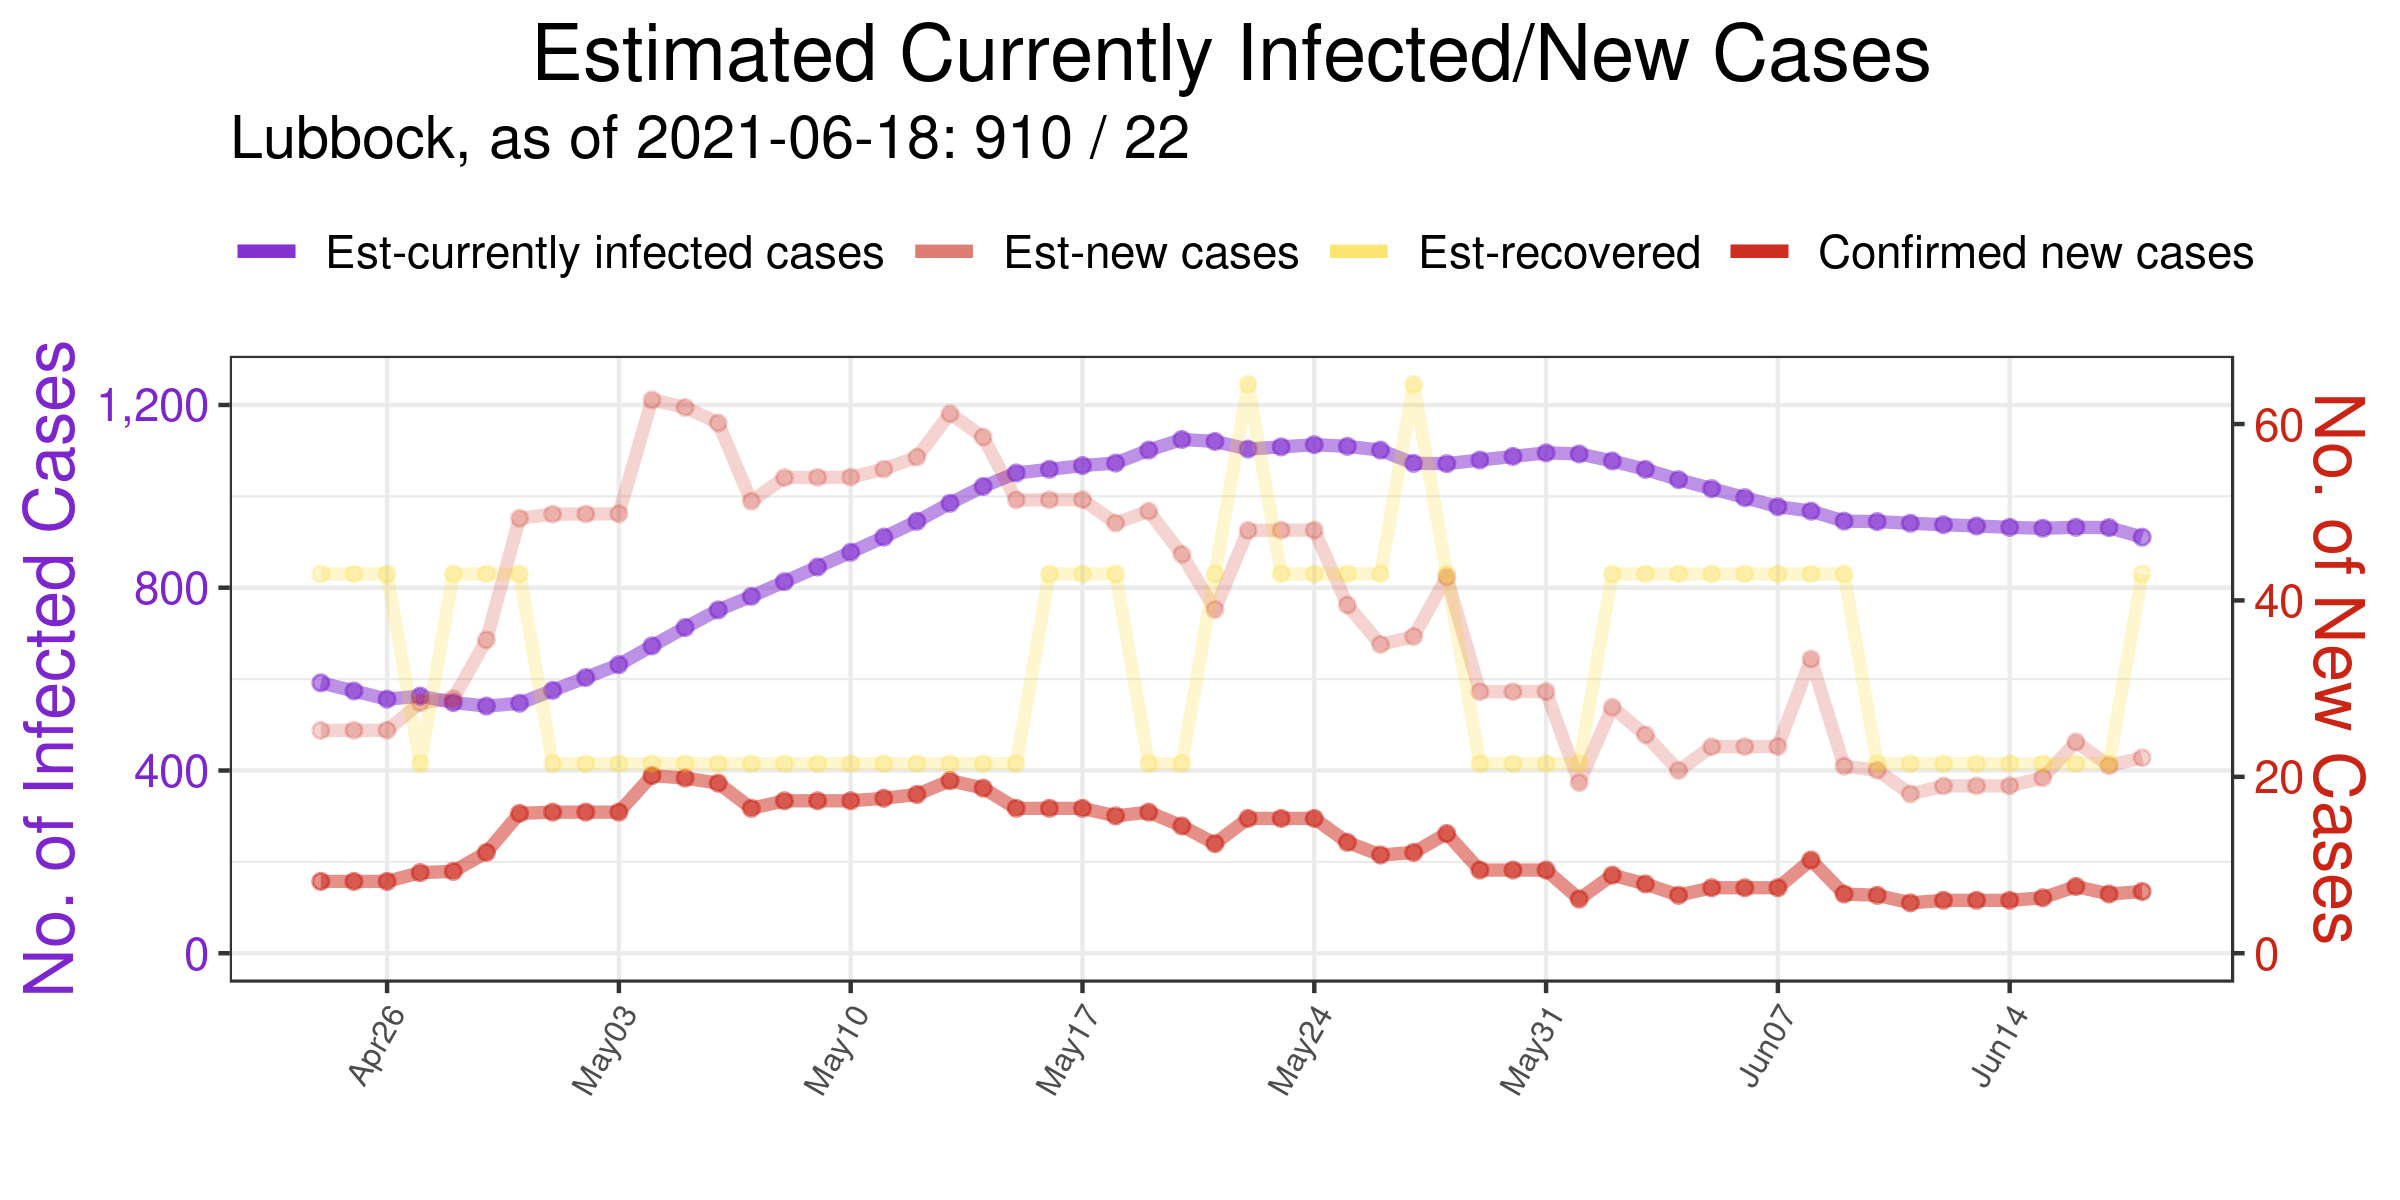 Estimated Currently Infected/New Cases
Lubbock, as of 2021-06-18: 910 / 22
Est-currently infected cases Est-new cases Est-recovered Confirmed new cases
No. of Infected Cases
1,200
800
400
0
60
40
20
0
No. of New Cases
Apr26 May03 May10 May17 May24 May31 Jun07 Jun14